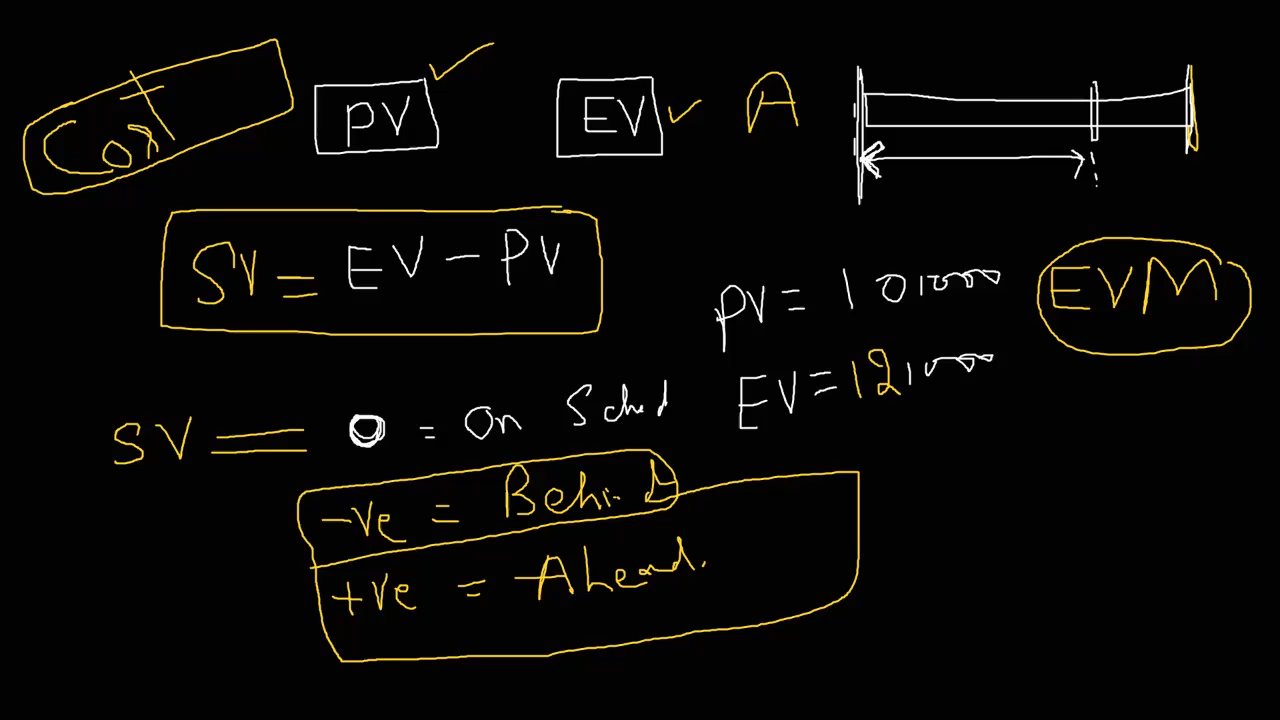 Cost PV EV A
SV = EV - PV
PV = 10,000
EVM
EV = 12,000
SV = 0 = On Sched
-ve = Behind
+ve = Ahead.